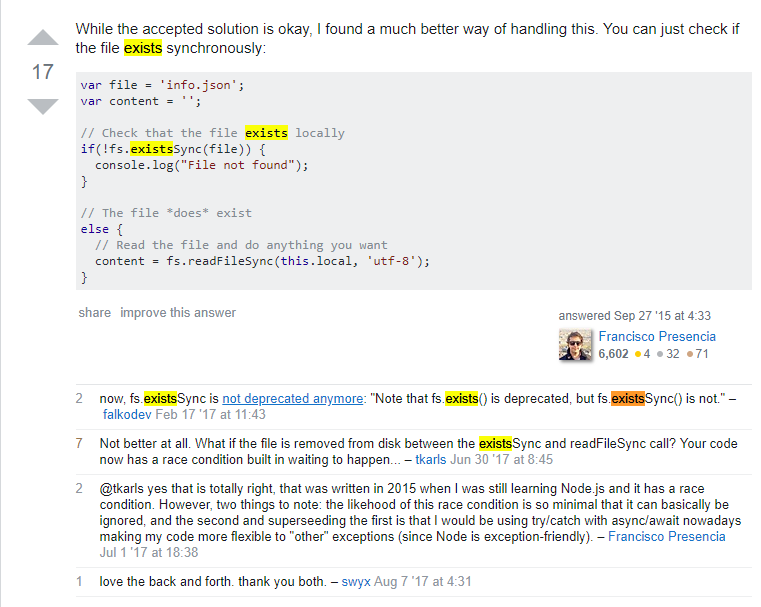 While the accepted solution is okay, I found a much better way of handling this. You can just check if
the file exists synchronously:
17
var file = 'info.json';
var content = '';
// Check that the file exists locally
if(!fs.existsSync(file)) {
  console.log("File not found");
}
// The file *does* exist
else {
  // Read the file and do anything you want
  content = fs.readFileSync(this.local, 'utf-8');
}
share improve this answer
answered Sep 27 '15 at 4:33
Francisco Presencia
6,602 4 32 71
2 now, fs.existsSync is not deprecated anymore: "Note that fs.exists() is deprecated, but fs.existsSync() is not." –
falkodev Feb 17 '17 at 11:43
7 Not better at all. What if the file is removed from disk between the existsSync and readFileSync call? Your code
now has a race condition built in waiting to happen... – tkarls Jun 30 '17 at 8:45
2 @tkarls yes that is totally right, that was written in 2015 when I was still learning Node.js and it has a race
condition. However, two things to note: the likehood of this race condition is so minimal that it can basically be
ignored, and the second and superseeding the first is that I would be using try/catch with async/await nowadays
making my code more flexible to "other" exceptions (since Node is exception-friendly). – Francisco Presencia
Jul 1 '17 at 18:38
1 love the back and forth. thank you both. – swyx Aug 7 '17 at 4:31